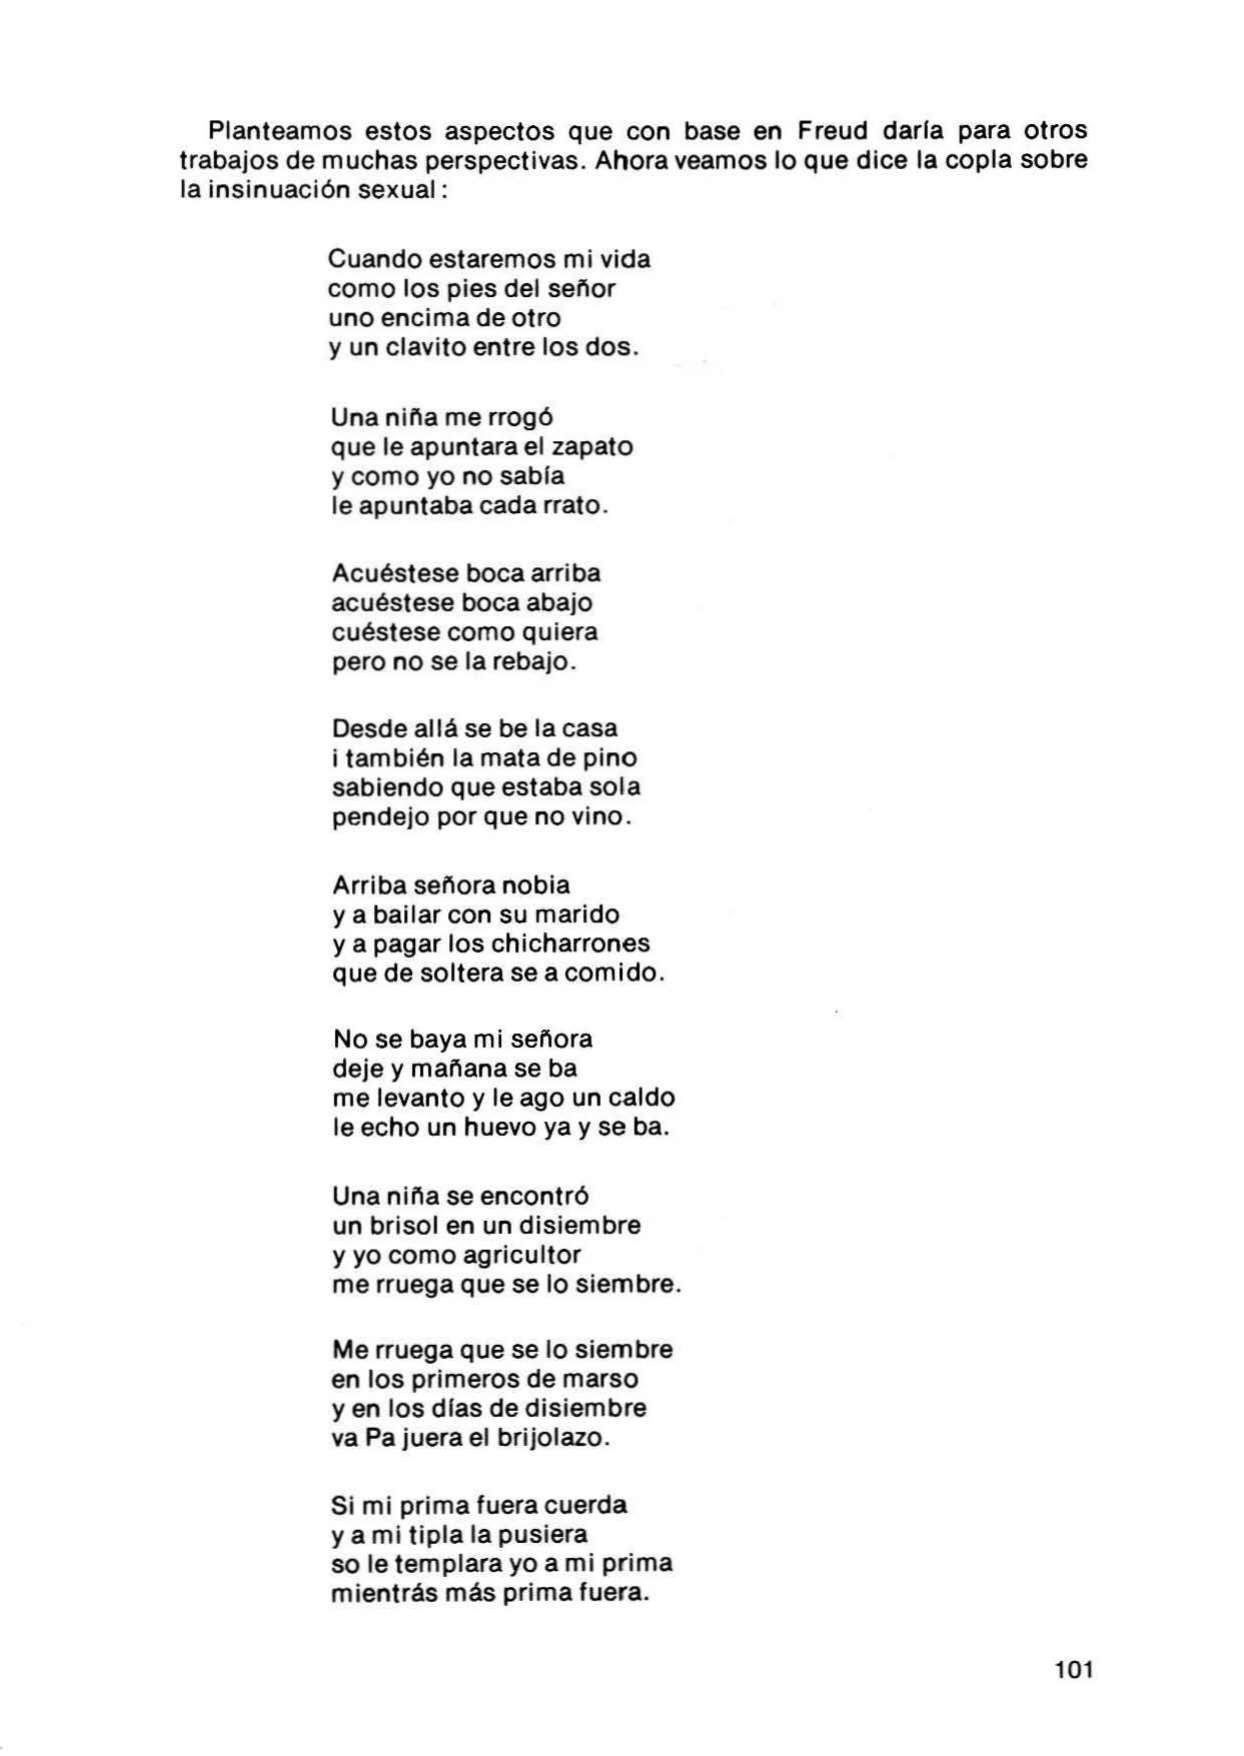 Planteamos estos aspectos que con base en Freud daría para otros
trabajos de muchas perspectivas. Ahora veamos lo que dice la copla sobre
la insinuación sexual:
Cuando estaremos mi vida
como los pies del señor
uno encima de otro
y un clavito entre los dos.
Una niña me rrogó
que le apuntara el zapato
y como yo no sabía
le apuntaba cada rrato.
Acuéstese boca arriba
acuéstese boca abajo
cuéstese como quiera
pero no se la rebajo.
Desde allá se be la casa
i también la mata de pino
sabiendo que estaba sola
pendejo por que no vino.
Arriba señora nobia
y a bailar con su marido
y a pagar los chicharrones
que de soltera se a comido.
No se baya mi señora
deje y mañana se ba
me levanto y le ago un caldo
le echo un huevo ya y se ba.
Una niña se encontró
un brisol en un disiembre
y yo como agricultor
me rruega que se lo siembre.
Me rruega que se lo siembre
en los primeros de marso
y en los días de disiembre
va Pa juera el brijolazo.
Si mi prima fuera cuerda
y a mi tipla la pusiera
so le templara yo a mi prima
mientrás más prima fuera.
101